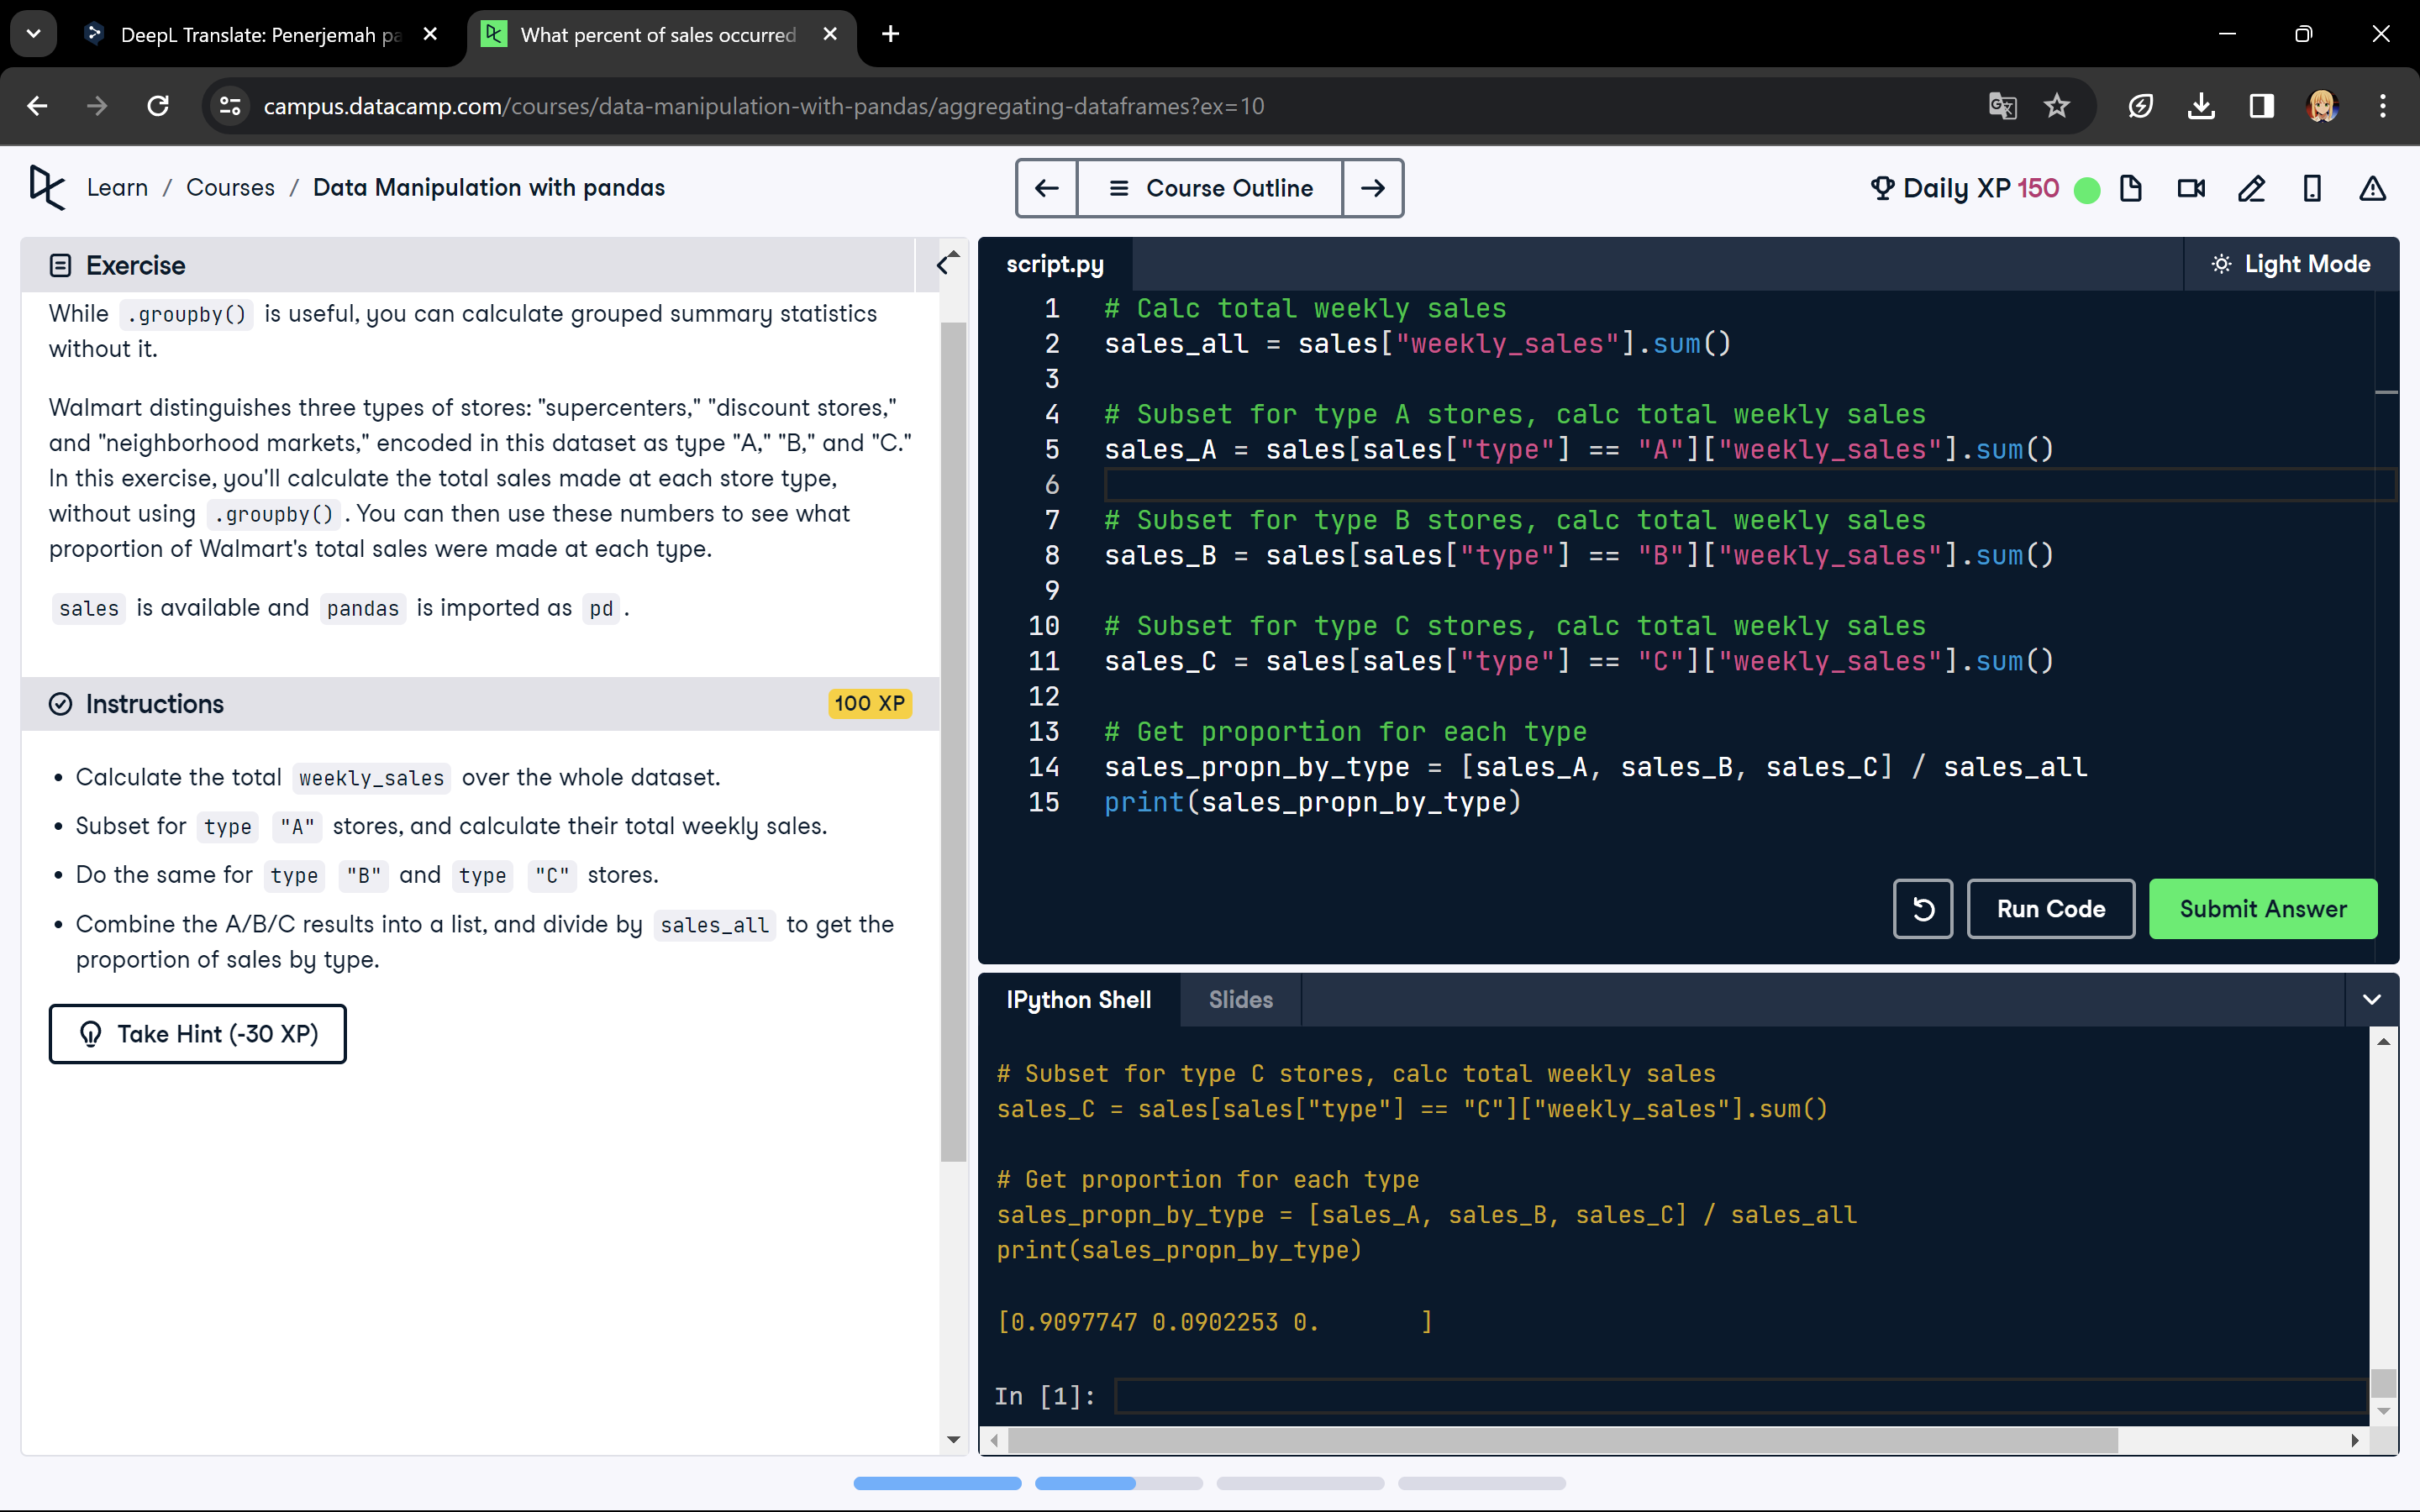 DeepL Translate: Penerjemah pa
What percent of sales occurred
campus.datacamp.com/courses/data-manipulation-with-pandas/aggregating-dataframes?ex=10
Learn / Courses / Data Manipulation with pandas
Course Outline
Daily XP 150
Exercise
While .groupby() is useful, you can calculate grouped summary statistics
without it.
Walmart distinguishes three types of stores: "supercenters," "discount stores,"
and "neighborhood markets," encoded in this dataset as type "A," "B," and "C."
In this exercise, you'll calculate the total sales made at each store type,
without using .groupby(). You can then use these numbers to see what
proportion of Walmart's total sales were made at each type.
sales is available and pandas is imported as pd.
Instructions
100 XP
• Calculate the total weekly_sales over the whole dataset.
• Subset for type "A" stores, and calculate their total weekly sales.
• Do the same for type "B" and type "C" stores.
• Combine the A/B/C results into a list, and divide by sales_all to get the
proportion of sales by type.
Take Hint (-30 XP)
script.py
Light Mode
1 # Calc total weekly sales
2 sales_all = sales["weekly_sales"].sum()
3
4 # Subset for type A stores, calc total weekly sales
5 sales_A = sales[sales["type"] == "A"]["weekly_sales"].sum()
6
7 # Subset for type B stores, calc total weekly sales
8 sales_B = sales[sales["type"] == "B"]["weekly_sales"].sum()
9
10 # Subset for type C stores, calc total weekly sales
11 sales_C = sales[sales["type"] == "C"]["weekly_sales"].sum()
12
13 # Get proportion for each type
14 sales_propn_by_type = [sales_A, sales_B, sales_C] / sales_all
15 print(sales_propn_by_type)
Run Code
Submit Answer
IPython Shell
Slides
# Subset for type C stores, calc total weekly sales
sales_C = sales[sales["type"] == "C"]["weekly_sales"].sum()
# Get proportion for each type
sales_propn_by_type = [sales_A, sales_B, sales_C] / sales_all
print(sales_propn_by_type)
[0.9097747 0.0902253 0.       ]
In [1]: